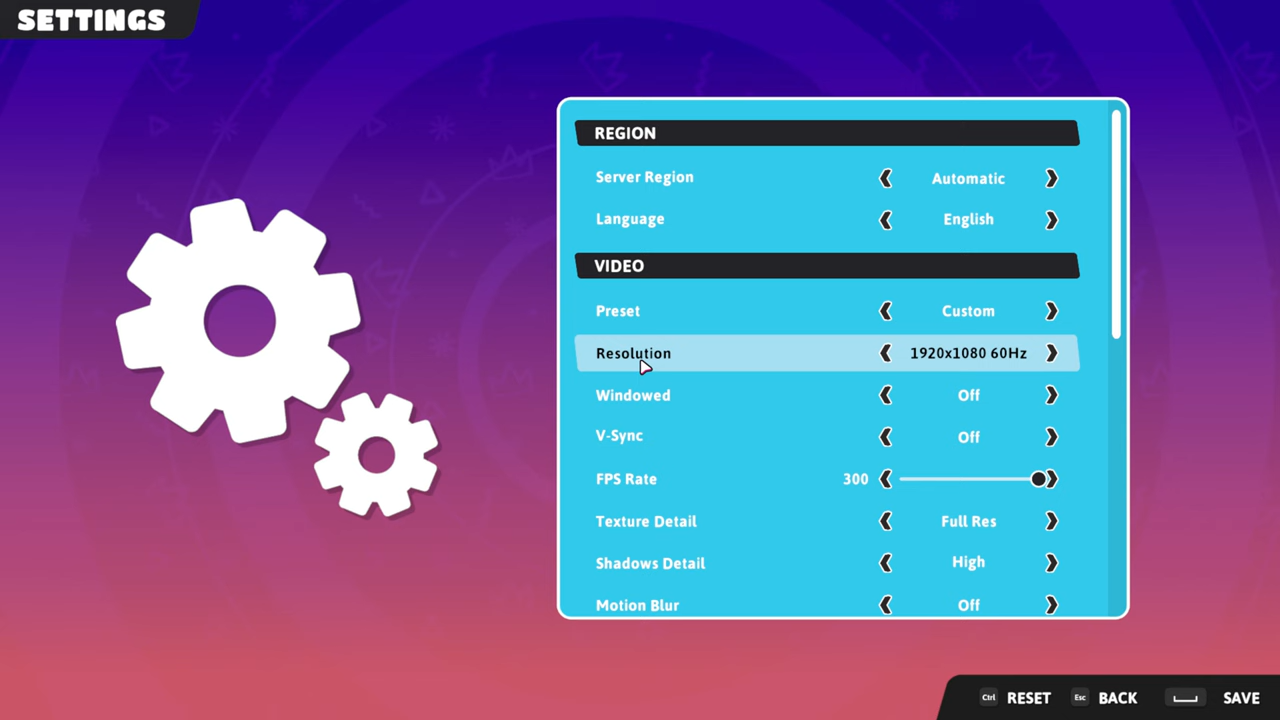 SETTINGS
REGION
Server Region Automatic
Language English
VIDEO
Preset Custom
Resolution 1920x1080 60Hz
Windowed Off
V-Sync Off
FPS Rate 300
Texture Detail Full Res
Shadows Detail High
Motion Blur Off
Ctrl RESET Esc BACK SAVE